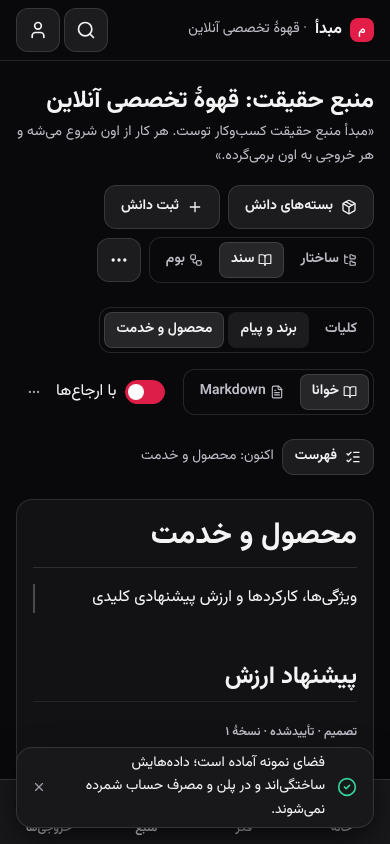 م مبدأ · قهوهٔ تخصصی آنلاین
منبع حقیقت: قهوهٔ تخصصی آنلاین
«مبدأ منبع حقیقت کسب‌وکار توست. هر کار از اون شروع می‌شه و
هر خروجی به اون برمی‌گرده.»
بسته‌های دانش
ثبت دانش
ساختار
سند
بوم
کلیات
برند و پیام
محصول و خدمت
خوانا
Markdown
با ارجاع‌ها
فهرست
اکنون: محصول و خدمت
محصول و خدمت
ویژگی‌ها، کارکردها و ارزش پیشنهادی کلیدی
پیشنهاد ارزش
تصمیم · تأییدشده · نسخهٔ ۱
فضای نمونه آماده است؛ داده‌هایش
ساختگی‌اند و در پلن و مصرف حساب شمرده
نمی‌شوند.